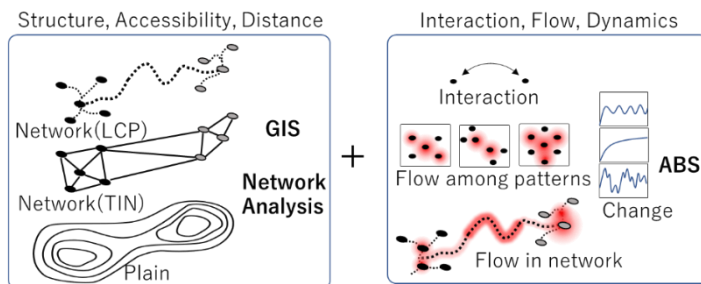 Structure, Accessibility, Distance
Interaction, Flow, Dynamics
Network(LCP)
GIS
Network(TIN)
Network
Analysis
Plain
+
Interaction
Flow among patterns
ABS
Change
Flow in network